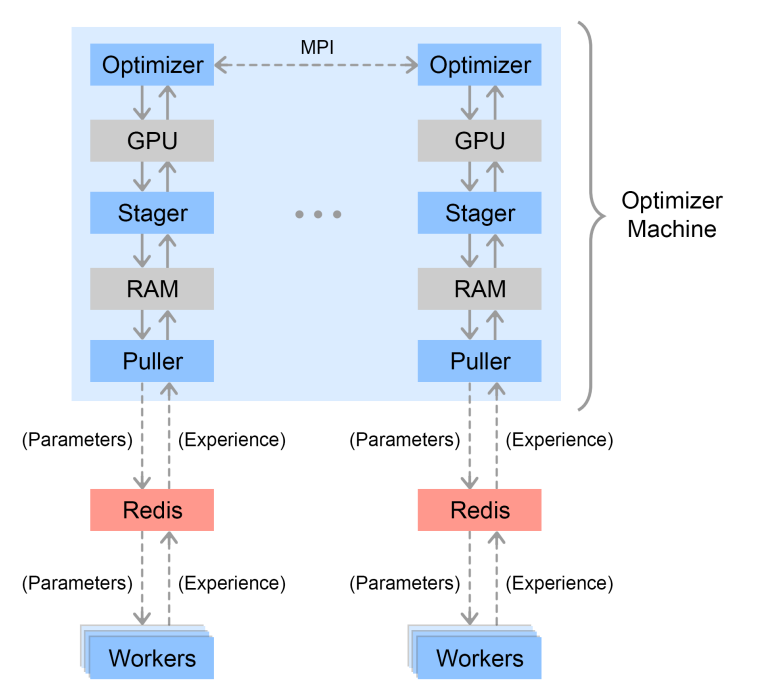 MPI
Optimizer
Optimizer
GPU
GPU
Stager
. . .
Stager
Optimizer
Machine
RAM
RAM
Puller
Puller
(Parameters)
(Experience)
(Parameters)
(Experience)
Redis
Redis
(Parameters)
(Experience)
(Parameters)
(Experience)
Workers
Workers